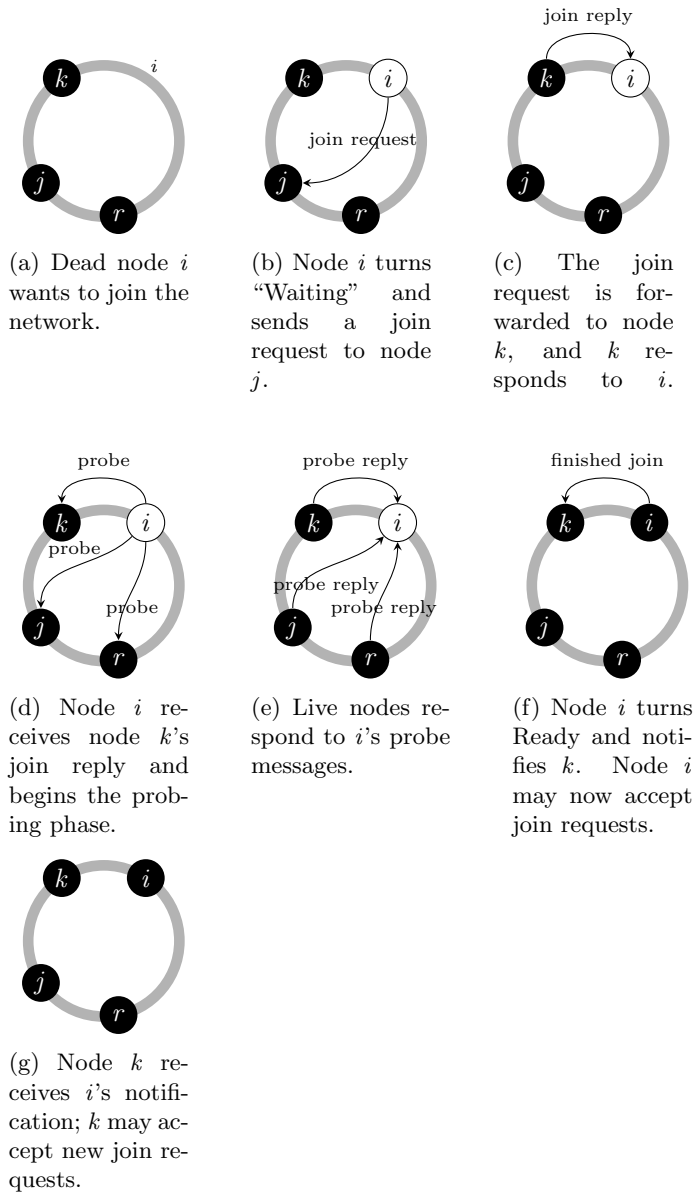 i
k
j
r
(a) Dead node i
wants to join the
network.
k
i
join request
j
r
(b) Node i turns
“Waiting” and
sends a join
request to node
j.
join reply
k
i
j
r
(c) The join
request is for-
warded to node
k, and k re-
sponds to i.
probe
k
i
probe
probe
j
r
(d) Node i re-
ceives node k’s
join reply and
begins the prob-
ing phase.
probe reply
k
i
probe reply
probe reply
j
r
(e) Live nodes re-
spond to i’s probe
messages.
finished join
k
i
j
r
(f) Node i turns
Ready and noti-
fies k. Node i
may now accept
join requests.
k
i
j
r
(g) Node k re-
ceives i’s notifi-
cation; k may ac-
cept new join re-
quests.